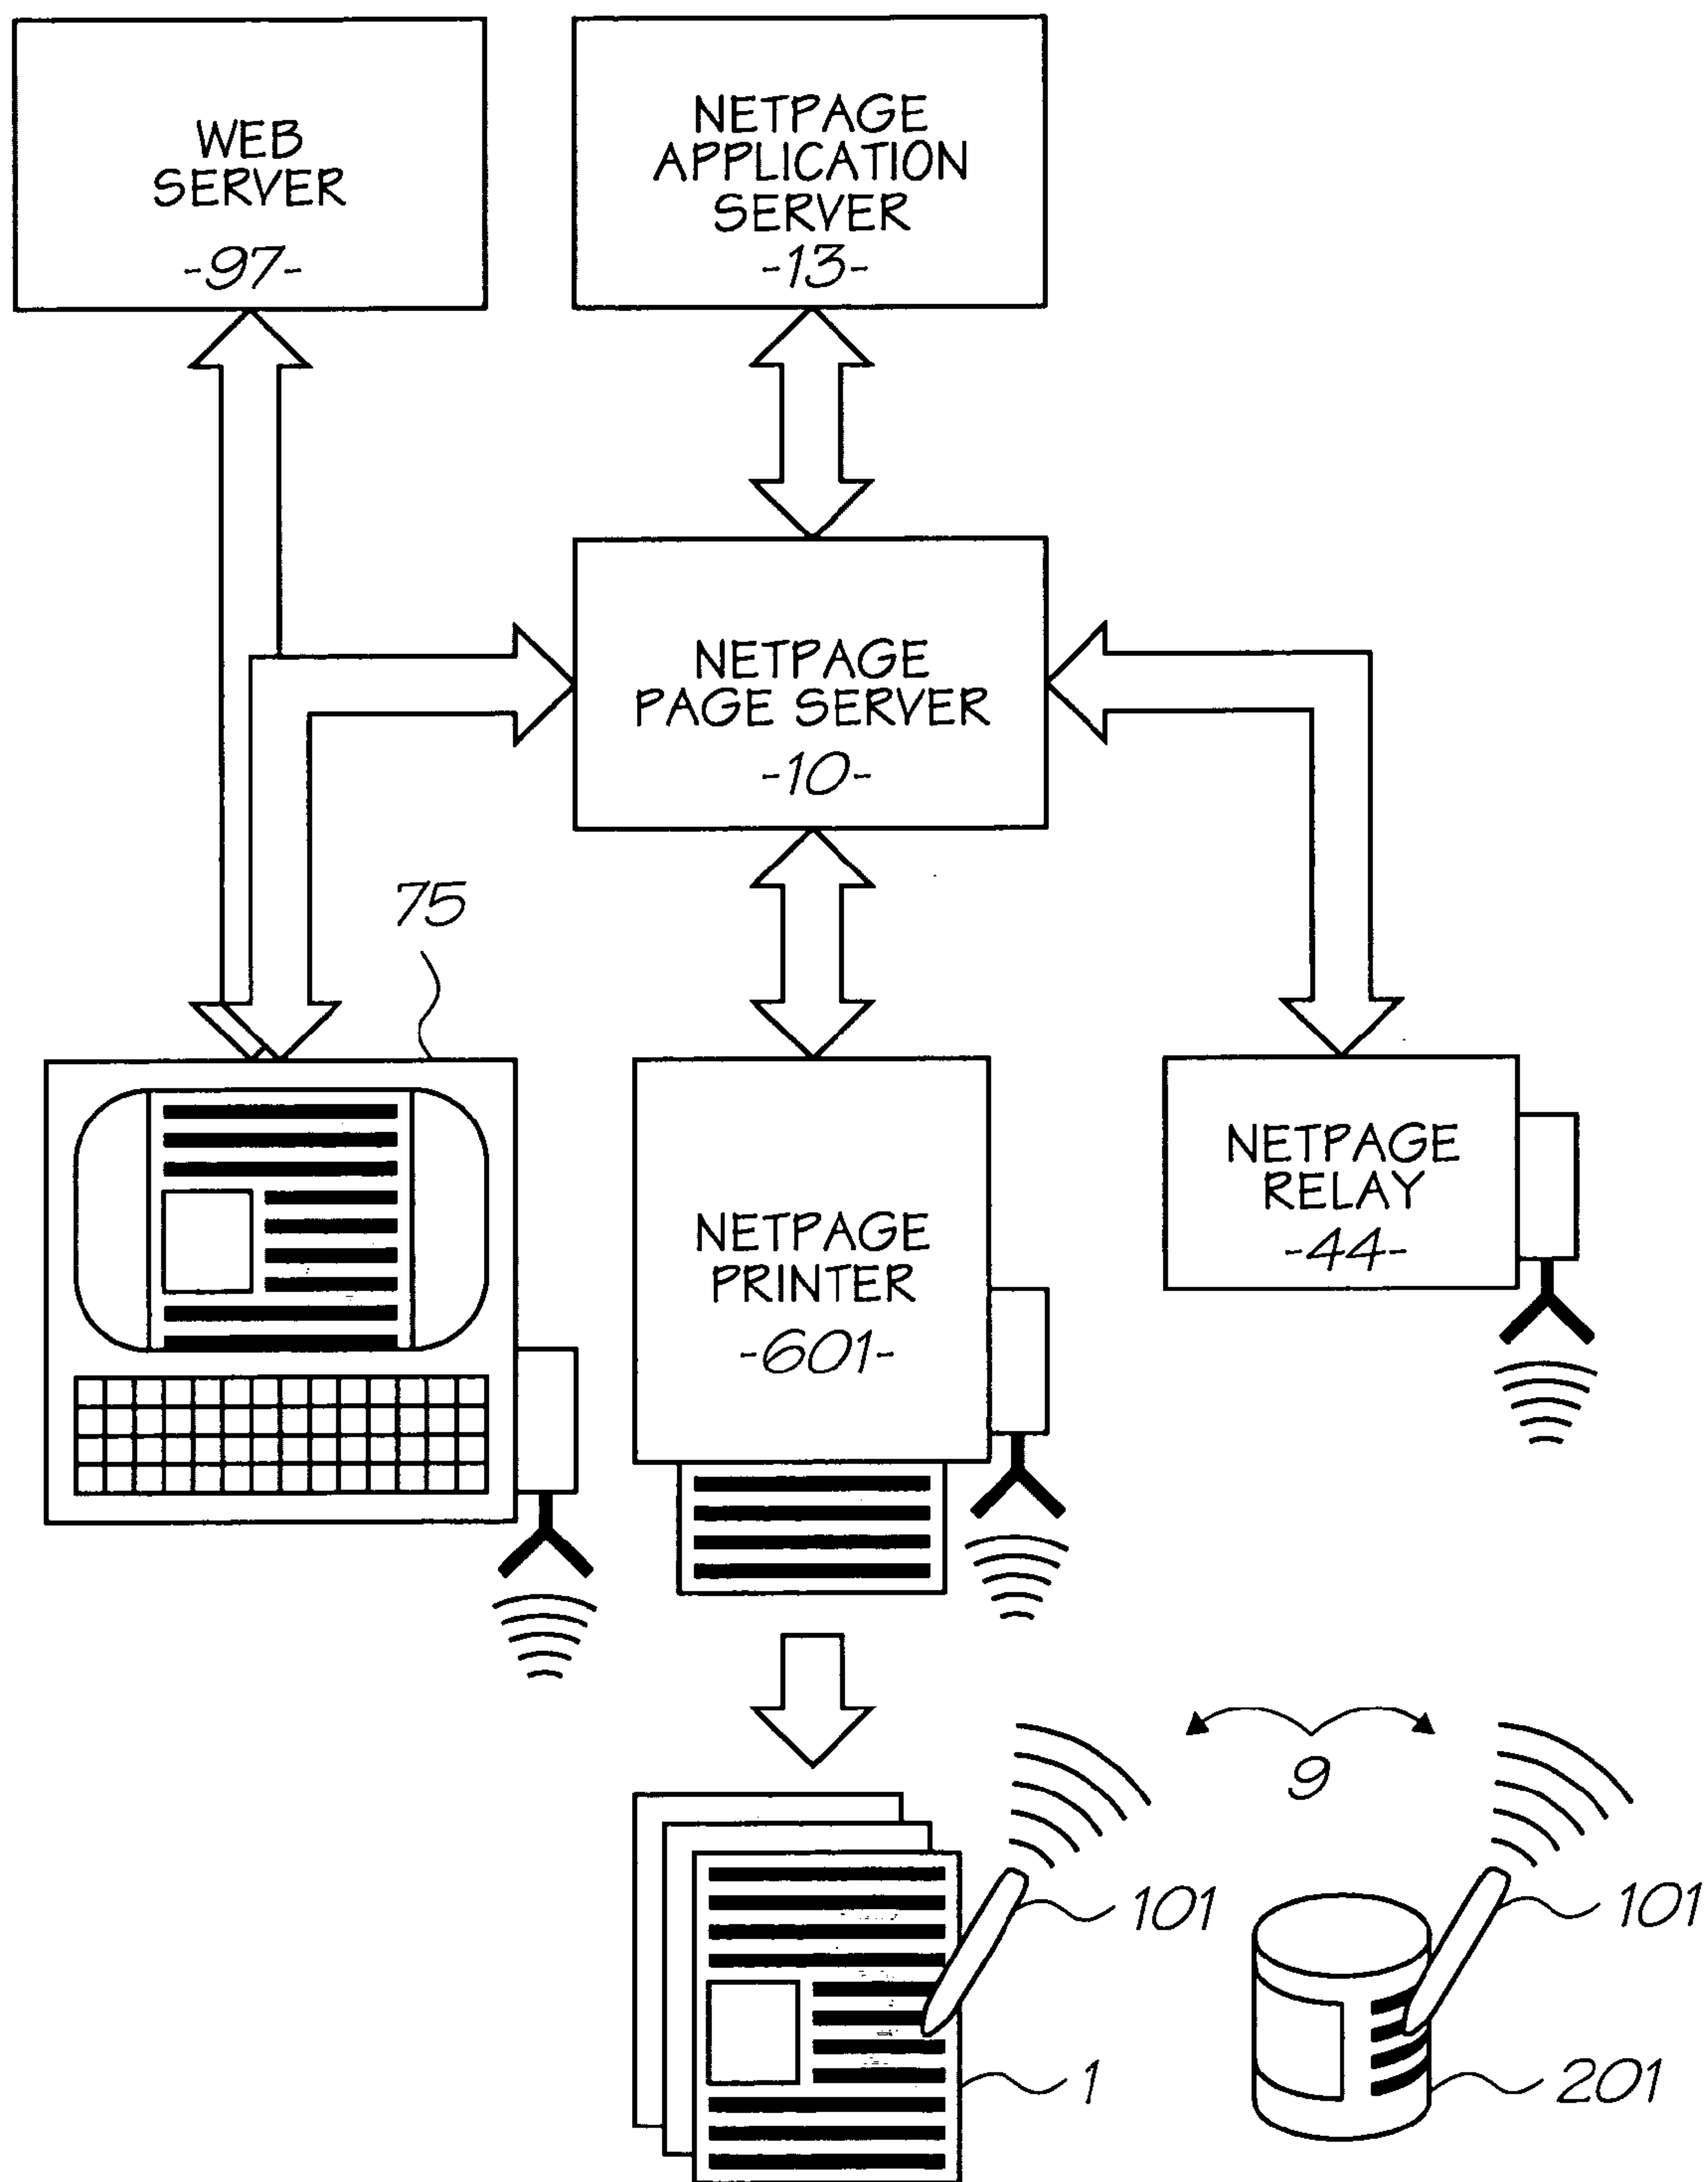 WEB
SERVER
-97-
NETPAGE
APPLICATION
SERVER
-13-
NETPAGE
PAGE SERVER
-10-
75
NETPAGE
PRINTER
-601-
NETPAGE
RELAY
-44-
9
101
101
1
201